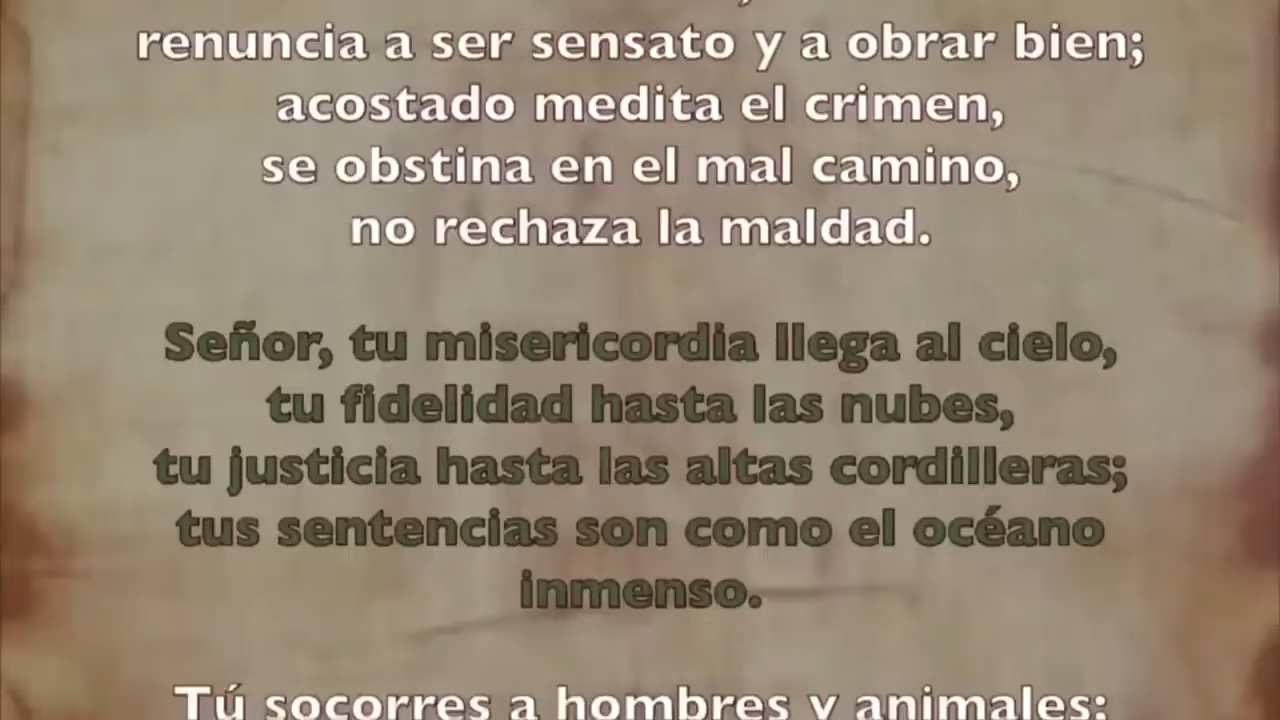 renuncia a ser sensato y a obrar bien;
acostado medita el crimen,
se obstina en el mal camino,
no rechaza la maldad.
Señor, tu misericordia llega al cielo,
tu fidelidad hasta las nubes,
tu justicia hasta las altas cordilleras;
tus sentencias son como el océano
inmenso.
Tú socorres a hombres y animales;